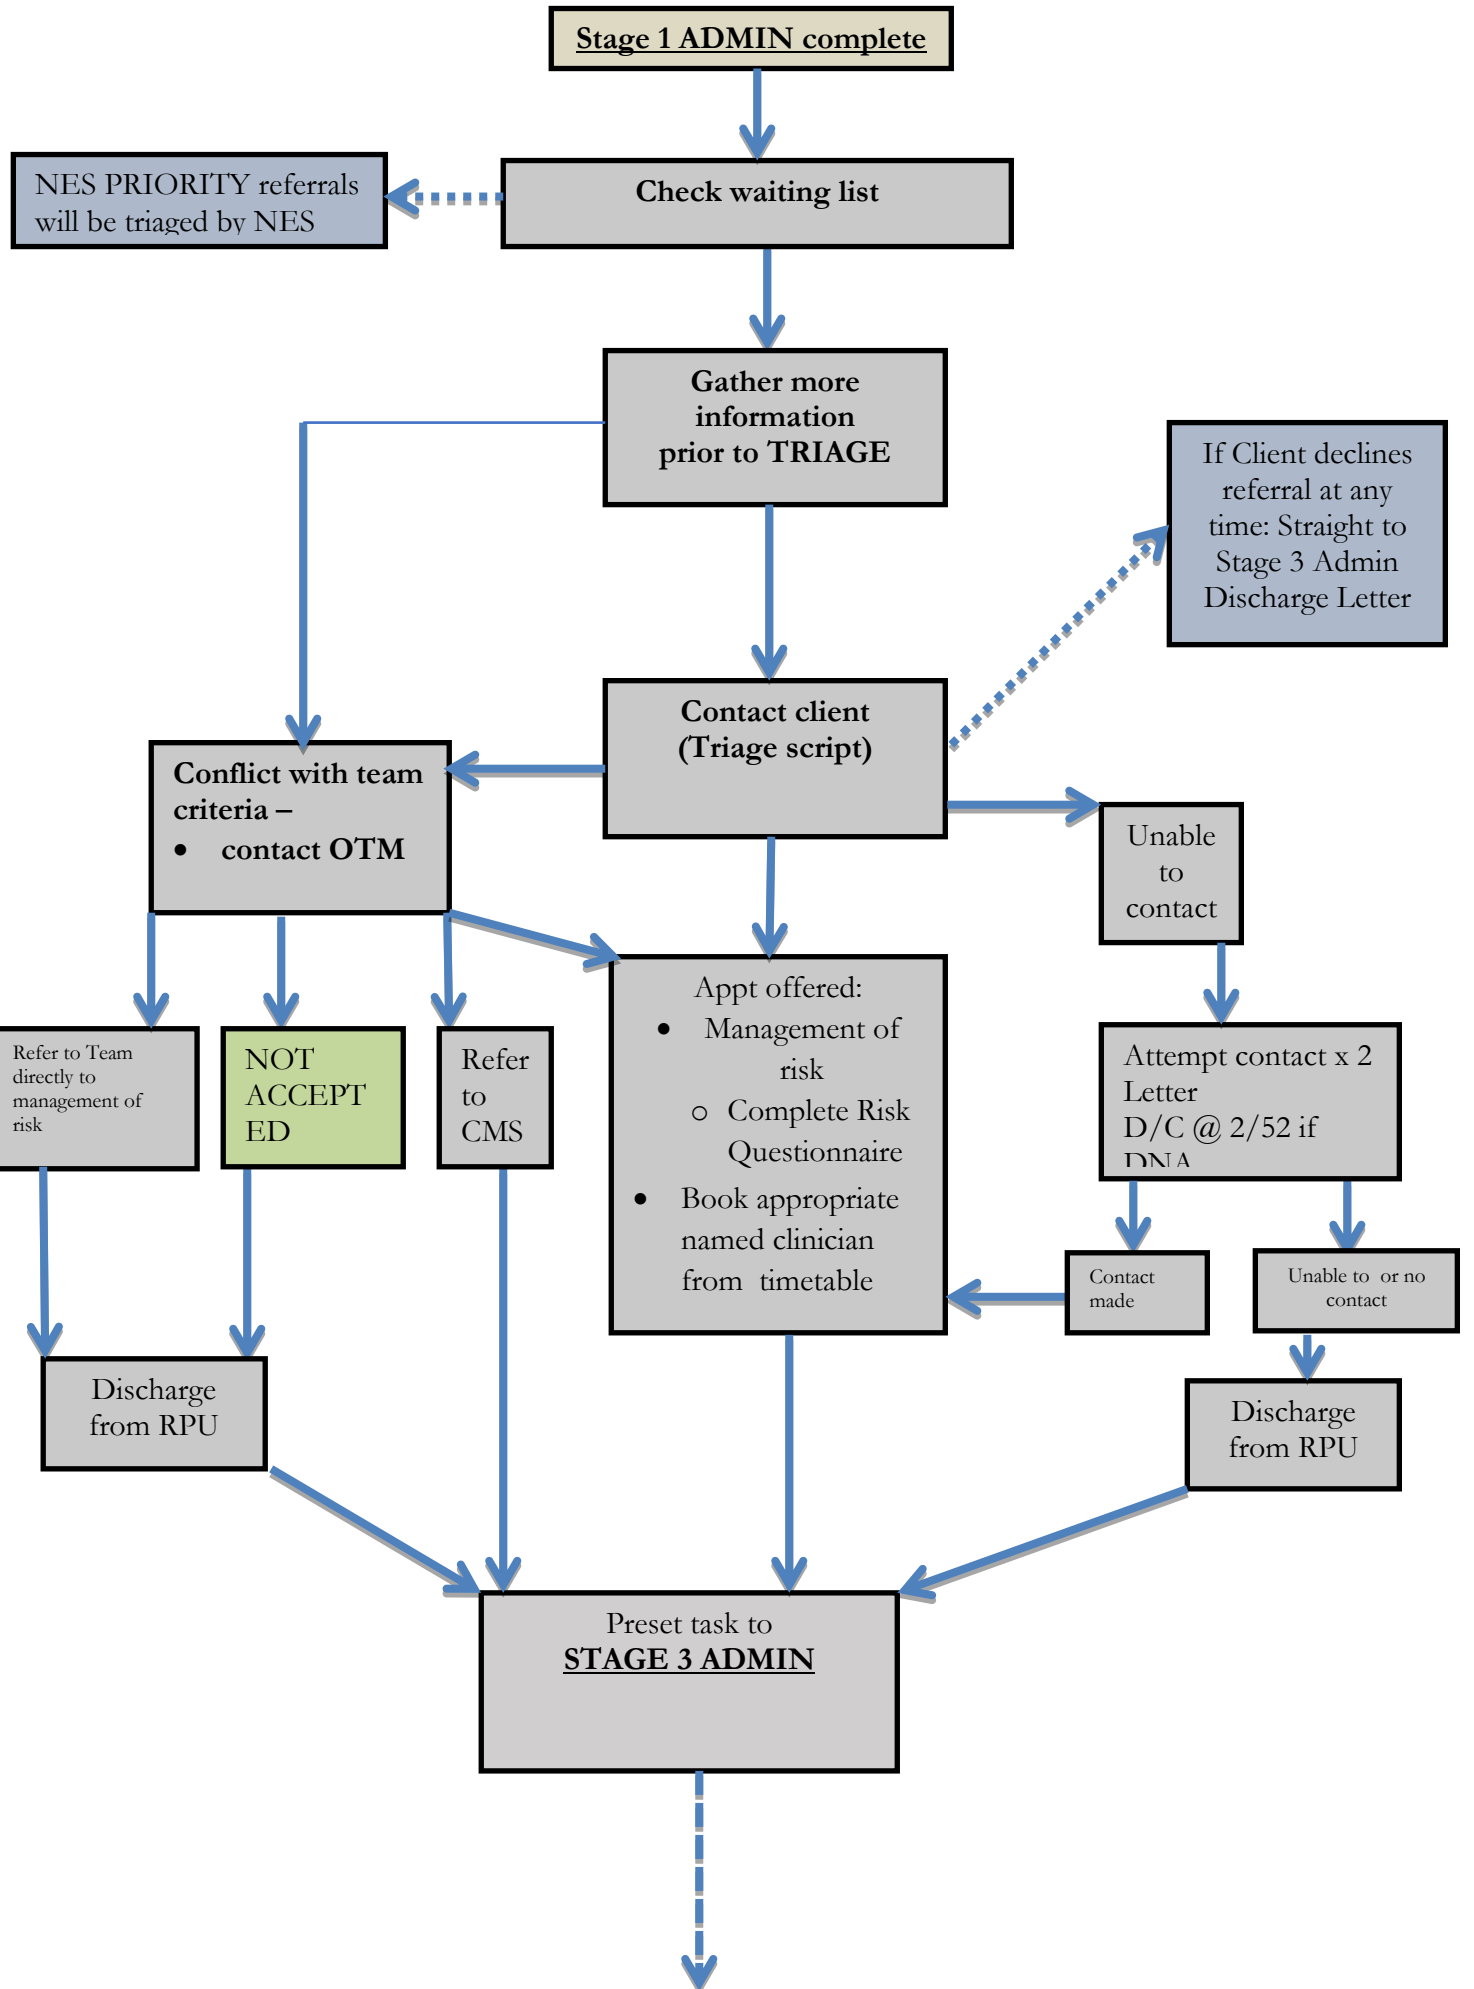 Stage 1 ADMIN complete
NES PRIORITY referrals
will be triaged by NES
Check waiting list
Gather more
information
prior to TRIAGE
If Client declines
referral at any
time: Straight to
Stage 3 Admin
Discharge Letter
Contact client
(Triage script)
Conflict with team
criteria –
• contact OTM
Unable
to
contact
Refer to Team
directly to
management of
risk
NOT
ACCEPT
ED
Refer
to
CMS
Appt offered:
• Management of
risk
o Complete Risk
Questionnaire
• Book appropriate
named clinician
from timetable
Attempt contact x 2
Letter
D/C @ 2/52 if
DNA
Contact
made
Unable to or no
contact
Discharge
from RPU
Discharge
from RPU
Preset task to
STAGE 3 ADMIN